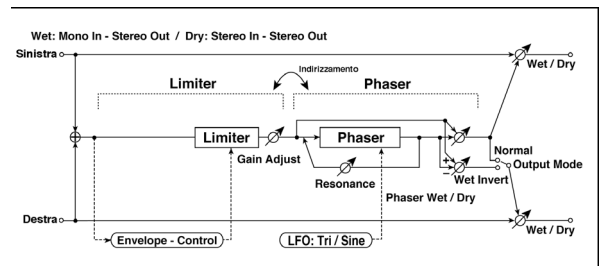 Wet: Mono In - Stereo Out / Dry: Stereo In - Stereo Out
Sinistra
Wet / Dry
Indirizzamento
Limiter
Phaser
Limiter
Phaser
Gain Adjust
Resonance
+
−
Normal
Output Mode
Wet Invert
Phaser Wet / Dry
Destra
Wet / Dry
Envelope - Control
LFO: Tri / Sine